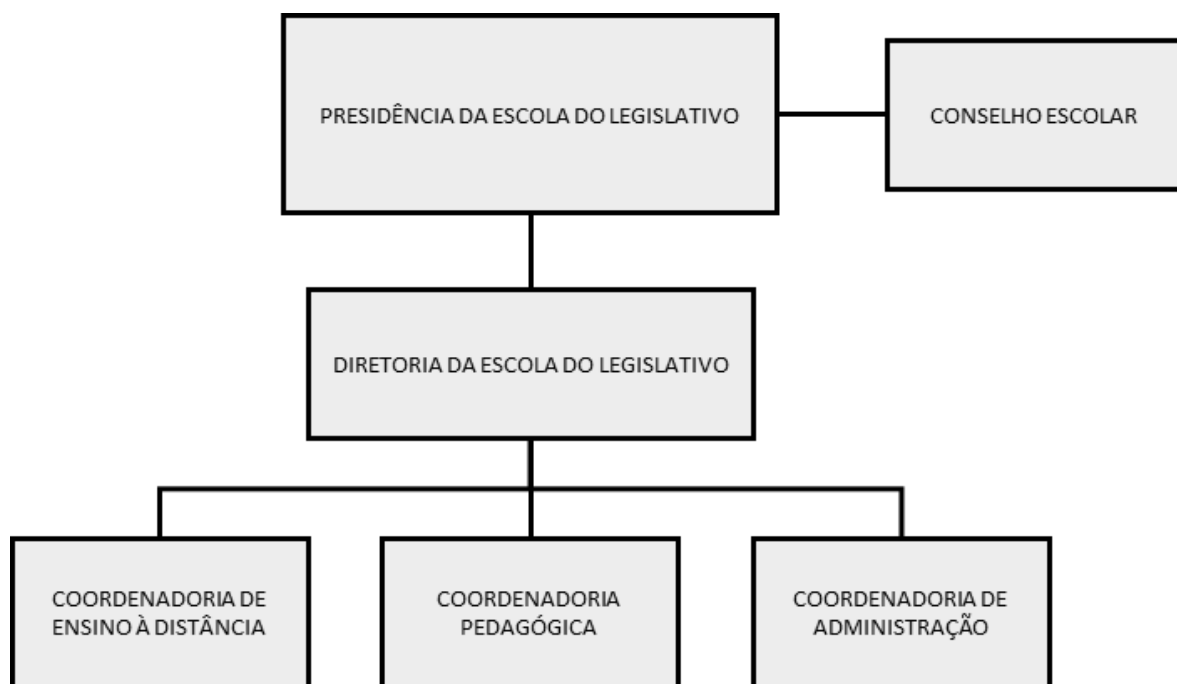 PRESIDÊNCIA DA ESCOLA DO LEGISLATIVO
CONSELHO ESCOLAR
DIRETORIA DA ESCOLA DO LEGISLATIVO
COORDENADORIA DE
ENSINO À DISTÂNCIA
COORDENADORIA
PEDAGÓGICA
COORDENADORIA DE
ADMINISTRAÇÃO